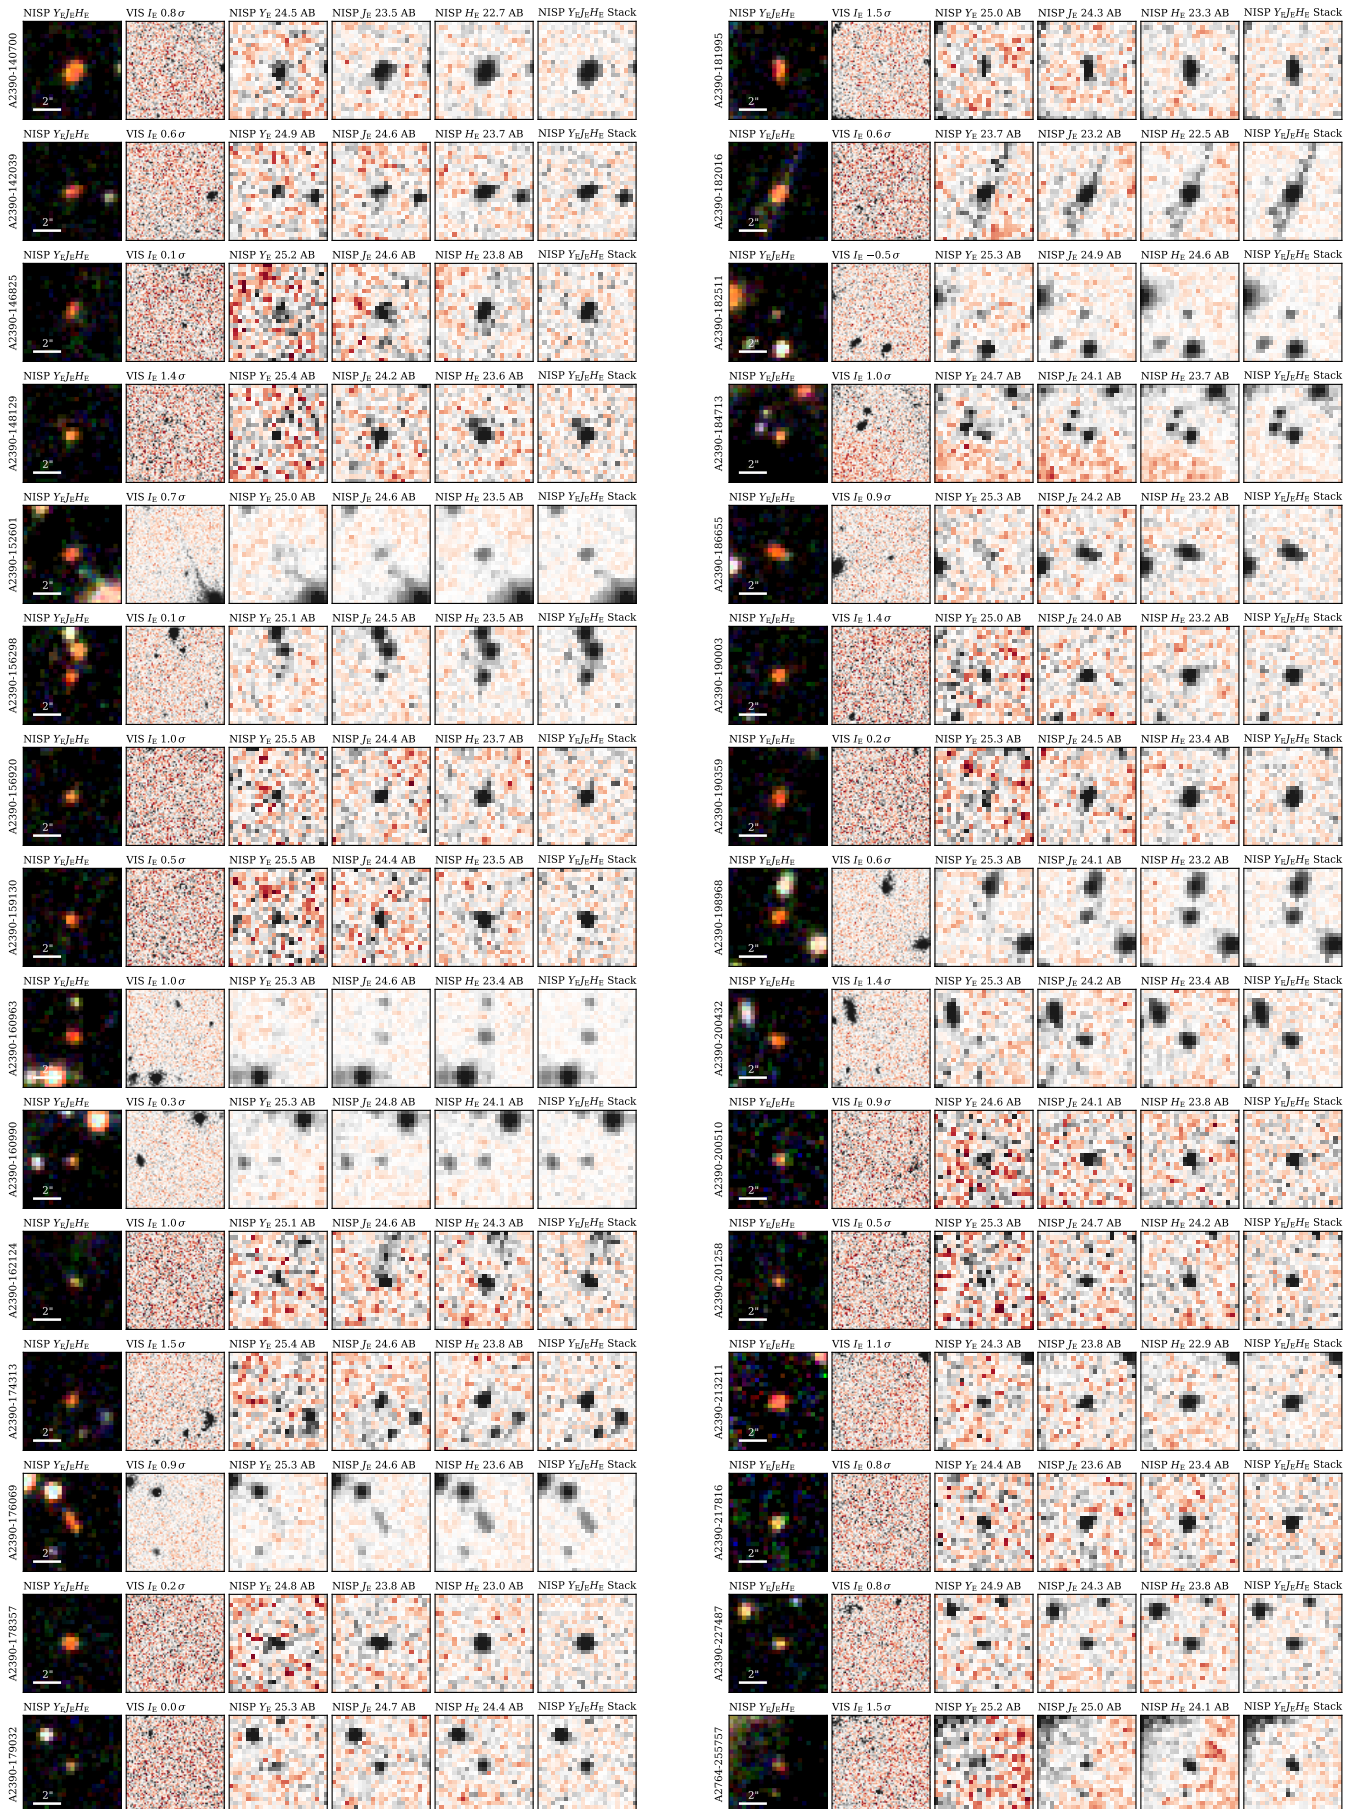 NISP YEJEHE VIS IE 0.8 σ NISP YE 24.5 AB NISP JE 23.5 AB NISP HE 22.7 AB NISP YEJEHE Stack
A2390-140700
2"
NISP YEJEHE VIS IE 0.6 σ NISP YE 24.9 AB NISP JE 24.6 AB NISP HE 23.7 AB NISP YEJEHE Stack
A2390-142039
2"
NISP YEJEHE VIS IE 0.1 σ NISP YE 25.2 AB NISP JE 24.6 AB NISP HE 23.8 AB NISP YEJEHE Stack
A2390-146825
2"
NISP YEJEHE VIS IE 1.4 σ NISP YE 25.4 AB NISP JE 24.2 AB NISP HE 23.6 AB NISP YEJEHE Stack
A2390-148129
2"
NISP YEJEHE VIS IE 0.7 σ NISP YE 25.0 AB NISP JE 24.6 AB NISP HE 23.5 AB NISP YEJEHE Stack
A2390-152601
2"
NISP YEJEHE VIS IE 0.1 σ NISP YE 25.1 AB NISP JE 24.5 AB NISP HE 23.5 AB NISP YEJEHE Stack
A2390-156298
2"
NISP YEJEHE VIS IE 1.0 σ NISP YE 25.5 AB NISP JE 24.4 AB NISP HE 23.7 AB NISP YEJEHE Stack
A2390-156920
2"
NISP YEJEHE VIS IE 0.5 σ NISP YE 25.5 AB NISP JE 24.4 AB NISP HE 23.5 AB NISP YEJEHE Stack
A2390-159130
2"
NISP YEJEHE VIS IE 1.0 σ NISP YE 25.3 AB NISP JE 24.6 AB NISP HE 23.4 AB NISP YEJEHE Stack
A2390-160963
2"
NISP YEJEHE VIS IE 0.3 σ NISP YE 25.3 AB NISP JE 24.8 AB NISP HE 24.1 AB NISP YEJEHE Stack
A2390-160990
2"
NISP YEJEHE VIS IE 1.0 σ NISP YE 25.1 AB NISP JE 24.6 AB NISP HE 24.3 AB NISP YEJEHE Stack
A2390-162124
2"
NISP YEJEHE VIS IE 1.5 σ NISP YE 25.4 AB NISP JE 24.6 AB NISP HE 23.8 AB NISP YEJEHE Stack
A2390-174313
2"
NISP YEJEHE VIS IE 0.9 σ NISP YE 25.3 AB NISP JE 24.6 AB NISP HE 23.6 AB NISP YEJEHE Stack
A2390-176069
2"
NISP YEJEHE VIS IE 0.2 σ NISP YE 24.8 AB NISP JE 23.8 AB NISP HE 23.0 AB NISP YEJEHE Stack
A2390-178357
2"
NISP YEJEHE VIS IE 0.0 σ NISP YE 25.3 AB NISP JE 24.7 AB NISP HE 24.4 AB NISP YEJEHE Stack
A2390-179032
2"
NISP YEJEHE VIS IE 1.5 σ NISP YE 25.0 AB NISP JE 24.3 AB NISP HE 23.3 AB NISP YEJEHE Stack
A2390-181995
2"
NISP YEJEHE VIS IE 0.6 σ NISP YE 23.7 AB NISP JE 23.2 AB NISP HE 22.5 AB NISP YEJEHE Stack
A2390-182016
2"
NISP YEJEHE VIS IE −0.5 σ NISP YE 25.3 AB NISP JE 24.9 AB NISP HE 24.6 AB NISP YEJEHE Stack
A2390-182511
2"
NISP YEJEHE VIS IE 1.0 σ NISP YE 24.7 AB NISP JE 24.1 AB NISP HE 23.7 AB NISP YEJEHE Stack
A2390-184713
2"
NISP YEJEHE VIS IE 0.9 σ NISP YE 25.3 AB NISP JE 24.2 AB NISP HE 23.2 AB NISP YEJEHE Stack
A2390-186655
2"
NISP YEJEHE VIS IE 1.4 σ NISP YE 25.0 AB NISP JE 24.0 AB NISP HE 23.2 AB NISP YEJEHE Stack
A2390-190003
2"
NISP YEJEHE VIS IE 0.2 σ NISP YE 25.3 AB NISP JE 24.5 AB NISP HE 23.4 AB NISP YEJEHE Stack
A2390-190359
2"
NISP YEJEHE VIS IE 0.6 σ NISP YE 25.3 AB NISP JE 24.1 AB NISP HE 23.2 AB NISP YEJEHE Stack
A2390-198968
2"
NISP YEJEHE VIS IE 1.4 σ NISP YE 25.3 AB NISP JE 24.2 AB NISP HE 23.4 AB NISP YEJEHE Stack
A2390-200432
2"
NISP YEJEHE VIS IE 0.9 σ NISP YE 24.6 AB NISP JE 24.1 AB NISP HE 23.8 AB NISP YEJEHE Stack
A2390-200510
2"
NISP YEJEHE VIS IE 0.5 σ NISP YE 25.3 AB NISP JE 24.7 AB NISP HE 24.2 AB NISP YEJEHE Stack
A2390-201258
2"
NISP YEJEHE VIS IE 1.1 σ NISP YE 24.3 AB NISP JE 23.8 AB NISP HE 22.9 AB NISP YEJEHE Stack
A2390-213211
2"
NISP YEJEHE VIS IE 0.8 σ NISP YE 24.4 AB NISP JE 23.6 AB NISP HE 23.4 AB NISP YEJEHE Stack
A2390-217816
2"
NISP YEJEHE VIS IE 0.8 σ NISP YE 24.9 AB NISP JE 24.3 AB NISP HE 23.8 AB NISP YEJEHE Stack
A2390-227487
2"
NISP YEJEHE VIS IE 1.5 σ NISP YE 25.2 AB NISP JE 25.0 AB NISP HE 24.1 AB NISP YEJEHE Stack
A2764-255757
2"